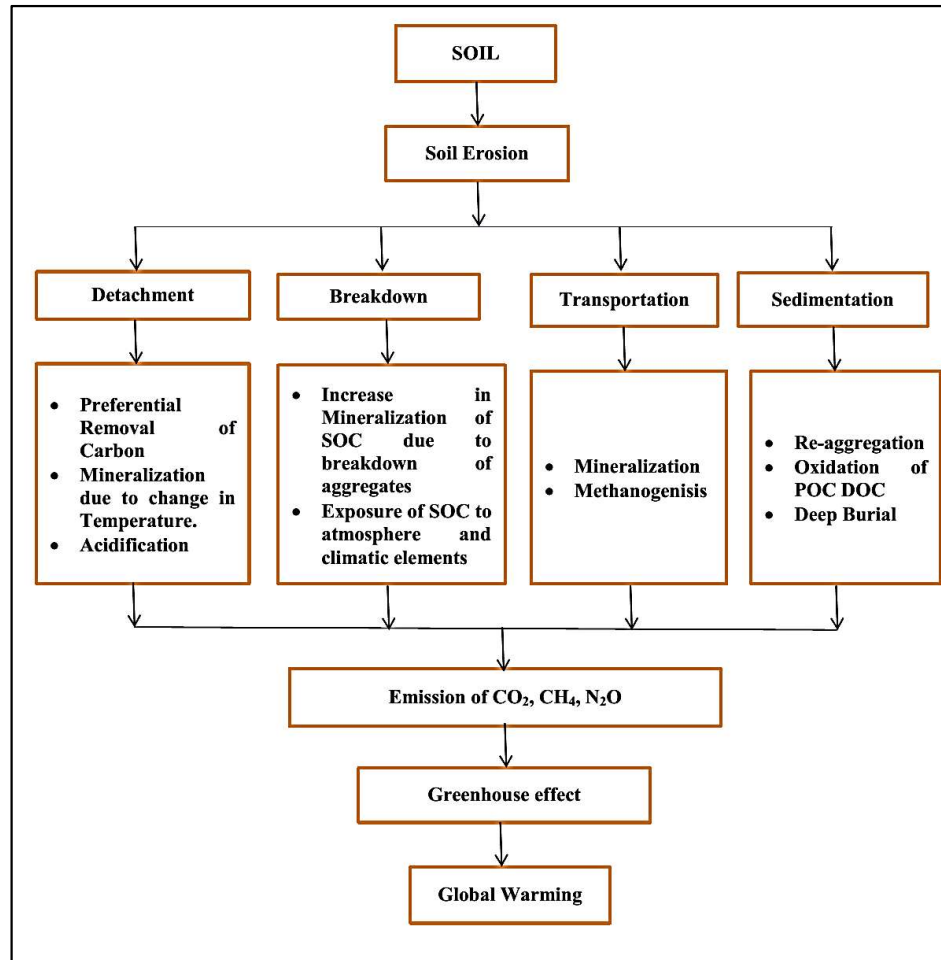 SOIL
Soil Erosion
Detachment
Breakdown
Transportation
Sedimentation
• Preferential
Removal of
Carbon
• Mineralization
due to change in
Temperature.
• Acidification
• Increase in
Mineralization of
SOC due to
breakdown of
aggregates
• Exposure of SOC to
atmosphere and
climatic elements
• Mineralization
• Methanogenisis
• Re-aggregation
• Oxidation of
POC DOC
• Deep Burial
Emission of CO₂, CH₄, N₂O
Greenhouse effect
Global Warming